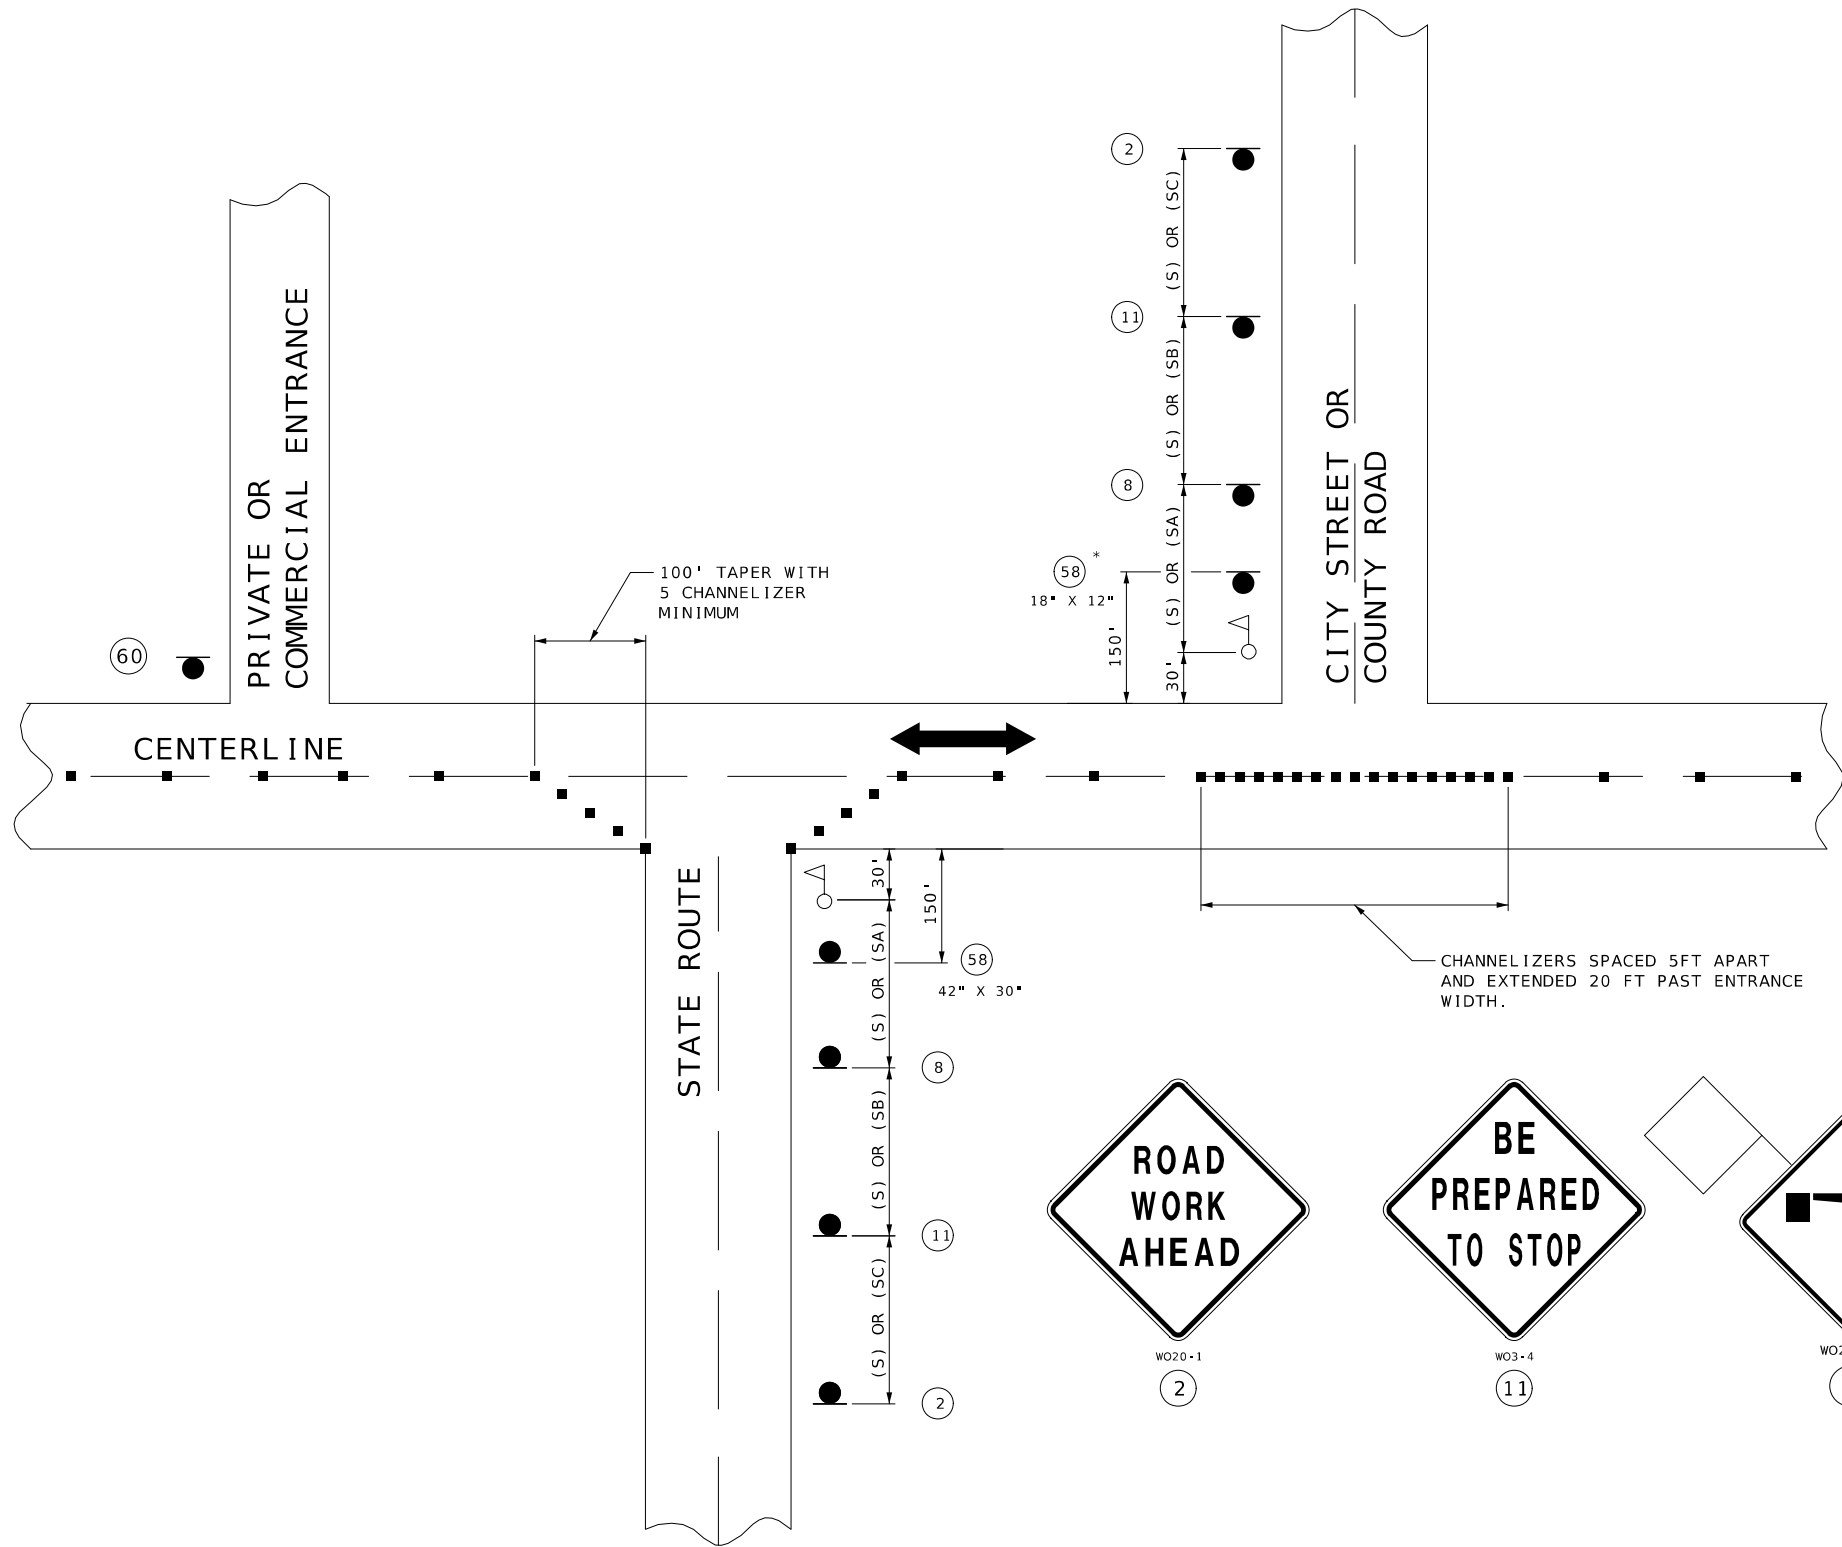 2
(S) OR (SC)
11
(S) OR (SB)
8
(S) OR (SA)
58 *
18" X 12"
150'
30'
CITY STREET OR
COUNTY ROAD
PRIVATE OR
COMMERCIAL ENTRANCE
60
100' TAPER WITH
5 CHANNELIZER
MINIMUM
CENTERLINE
STATE ROUTE
30'
150'
(S) OR (SA)
58
42" X 30"
8
(S) OR (SB)
11
(S) OR (SC)
2
CHANNELIZERS SPACED 5FT APART
AND EXTENDED 20 FT PAST ENTRANCE
WIDTH.
ROAD
WORK
AHEAD
WO20-1
2
BE
PREPARED
TO STOP
WO3-4
11